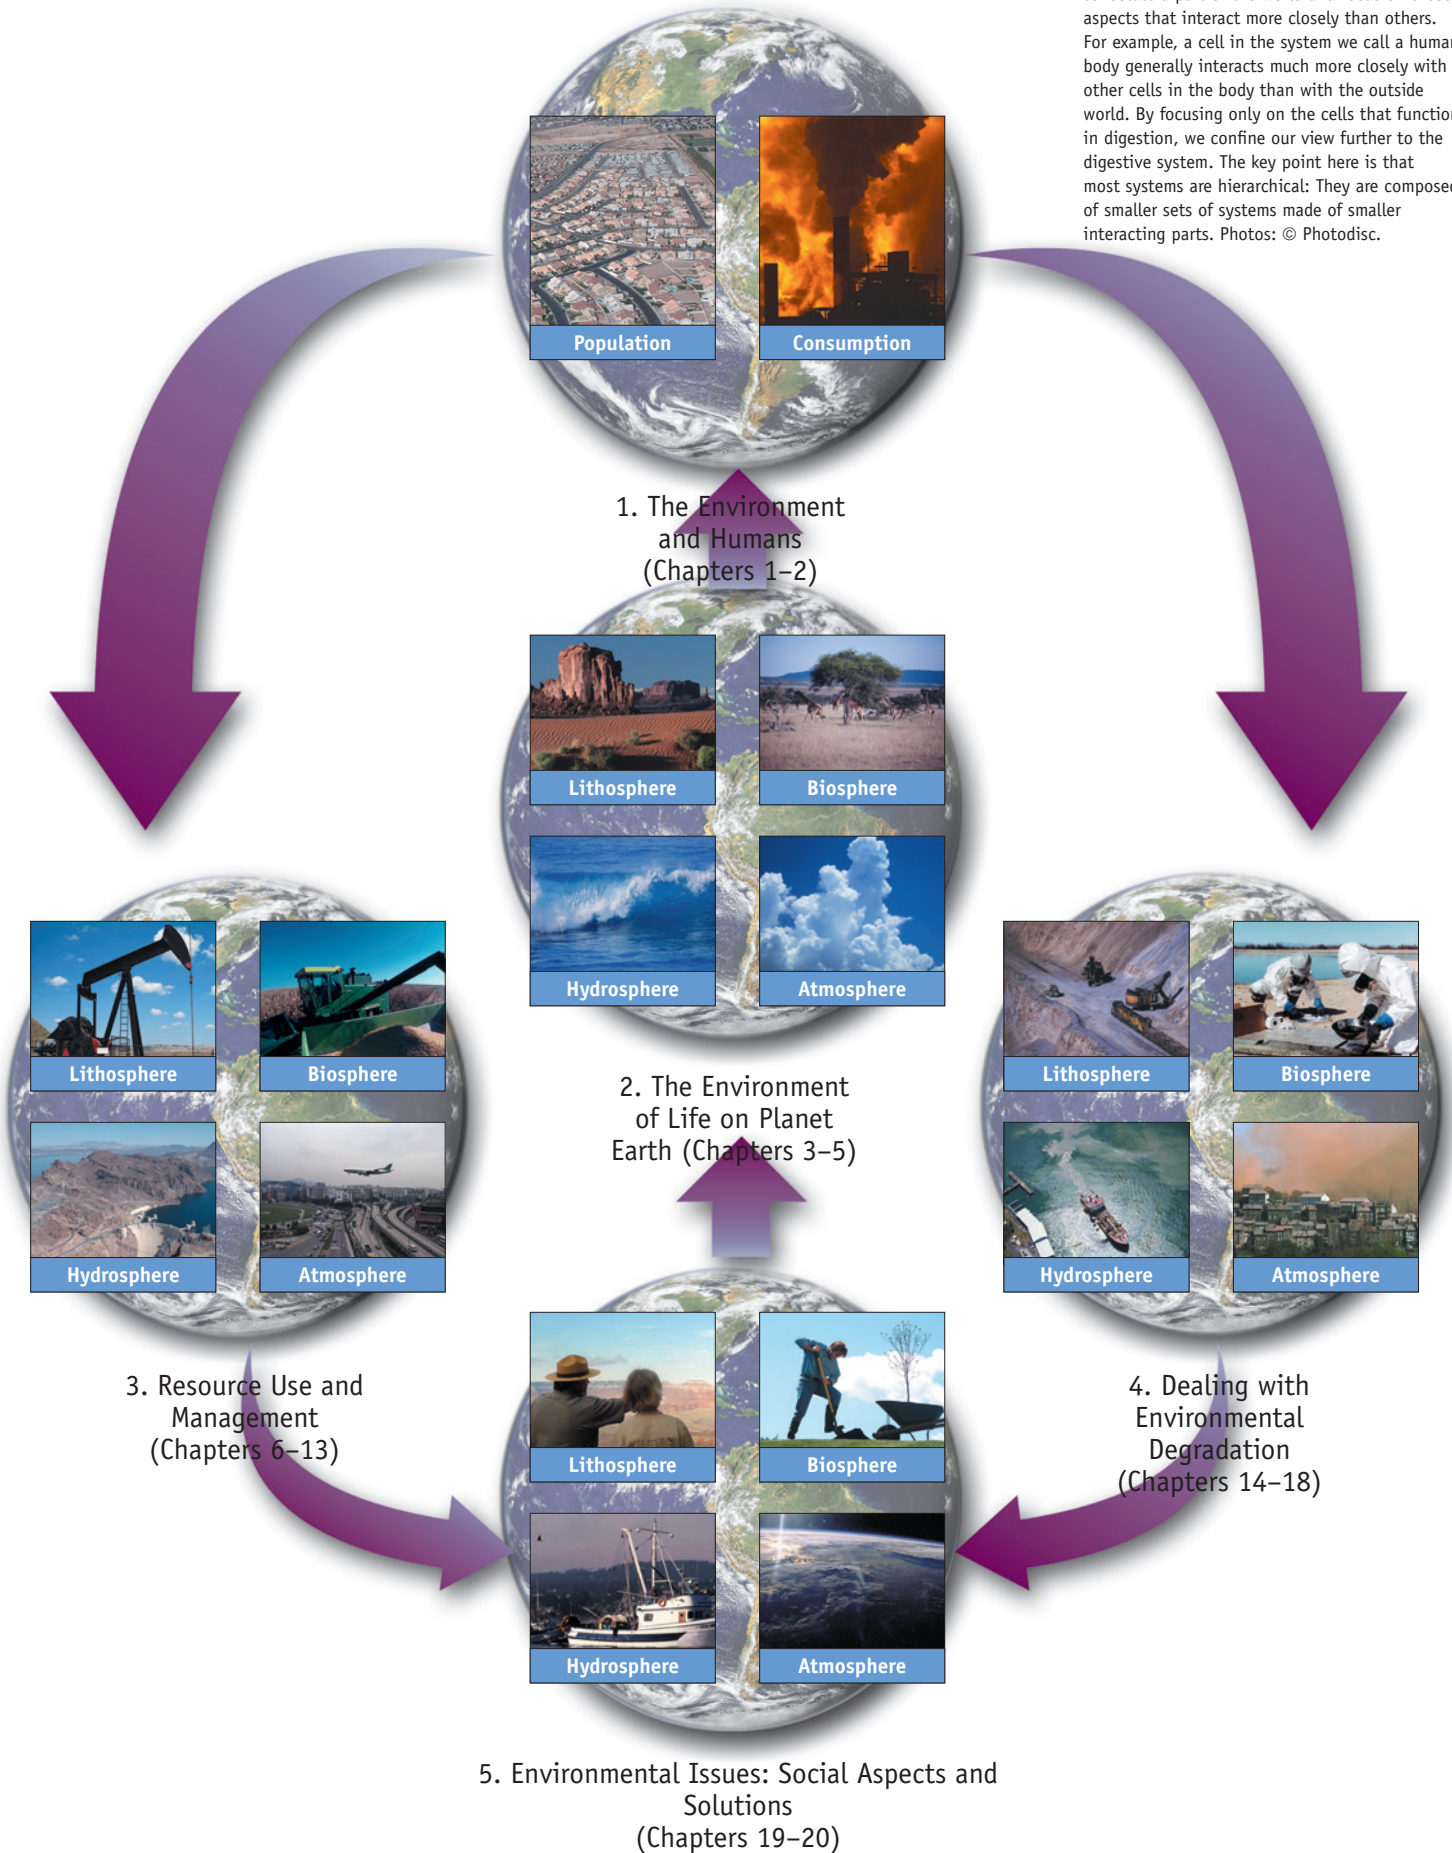 aspects that interact more closely than others.
For example, a cell in the system we call a human
body generally interacts much more closely with
other cells in the body than with the outside
world. By focusing only on the cells that function
in digestion, we confine our view further to the
digestive system. The key point here is that
most systems are hierarchical: They are composed
of smaller sets of systems made of smaller
interacting parts. Photos: © Photodisc.
Population
Consumption
1. The Environment
and Humans
(Chapters 1–2)
Lithosphere
Biosphere
Hydrosphere
Atmosphere
2. The Environment
of Life on Planet
Earth (Chapters 3–5)
Lithosphere
Biosphere
Hydrosphere
Atmosphere
3. Resource Use and
Management
(Chapters 6–13)
Lithosphere
Biosphere
Hydrosphere
Atmosphere
4. Dealing with
Environmental
Degradation
(Chapters 14–18)
Lithosphere
Biosphere
Hydrosphere
Atmosphere
5. Environmental Issues: Social Aspects and
Solutions
(Chapters 19–20)